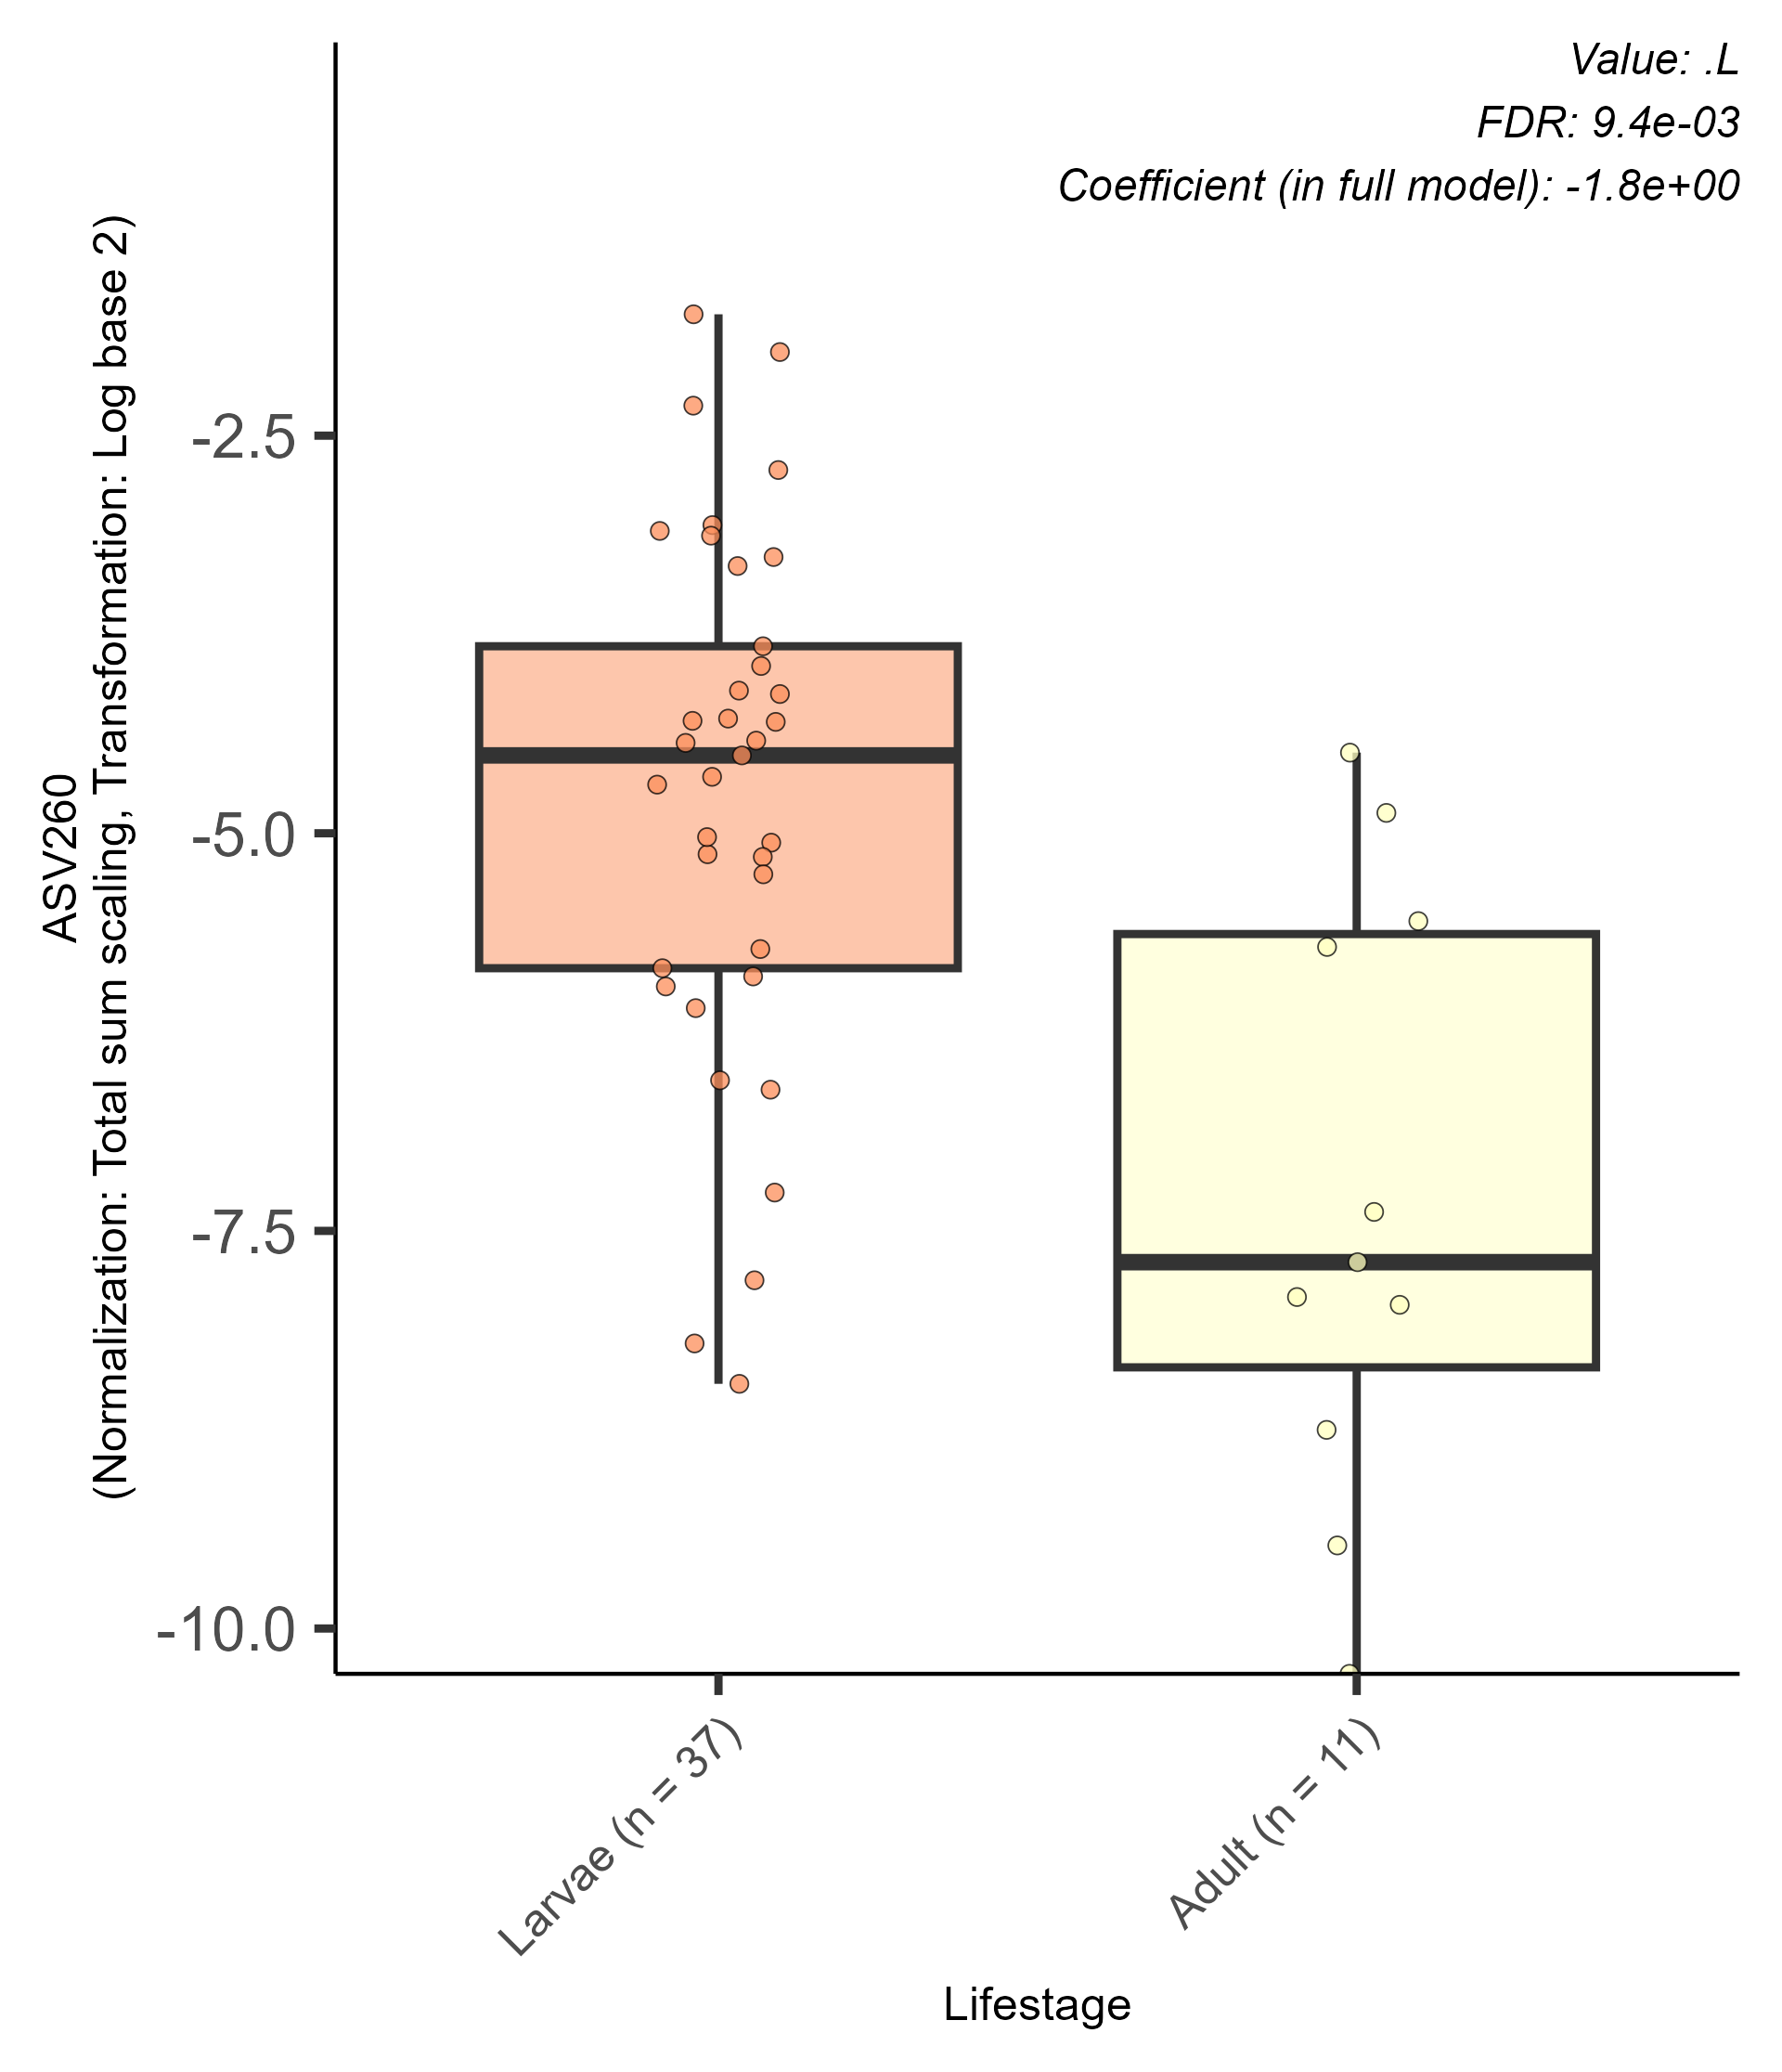 Value: .L
FDR: 9.4e-03
Coefficient (in full model): -1.8e+00
ASV260
(Normalization: Total sum scaling, Transformation: Log base 2)
-2.5
-5.0
-7.5
-10.0
Larvae (n = 37)
Adult (n = 11)
Lifestage